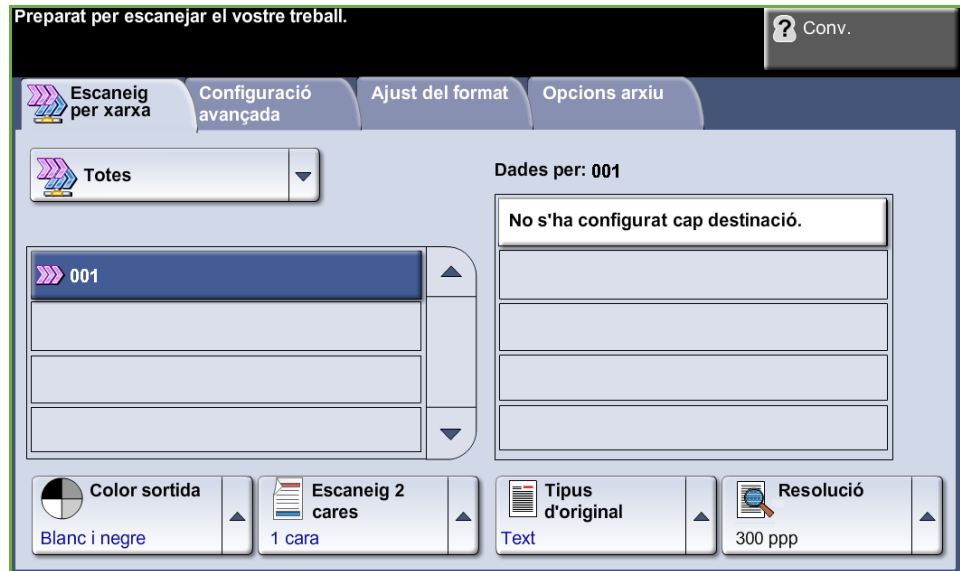 Preparat per escanejar el vostre treball.
? Conv.
Escaneig
per xarxa
Configuració
avançada
Ajust del format
Opcions arxiu
Totes
Dades per: 001
No s'ha configurat cap destinació.
001
Color sortida
Blanc i negre
Escaneig 2
cares
1 cara
Tipus
d'original
Text
Resolució
300 ppp